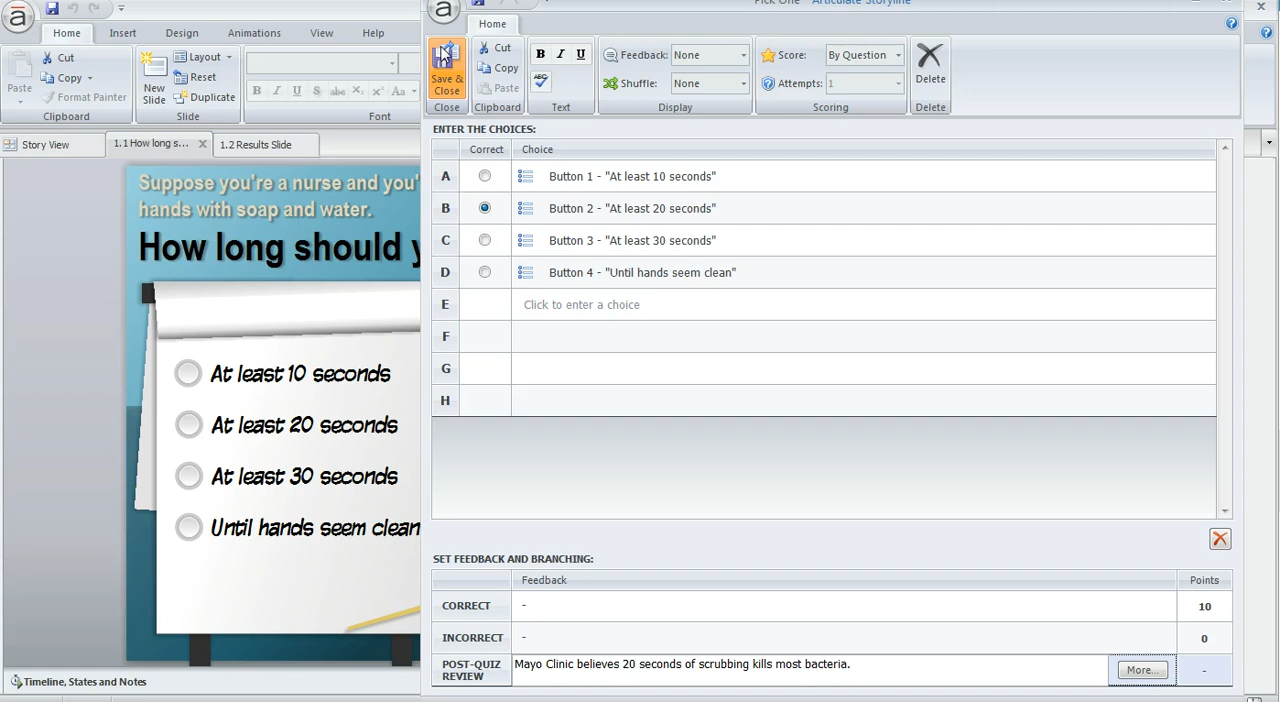 Pick One - Articulate Storyline
Home
Insert
Design
Animations
View
Help
Paste
Cut
Copy
Format Painter
Clipboard
New
Slide
Layout
Reset
Duplicate
Slide
B I U S abc X₂ X² Aa
Font
Story View
1.1 How long s...
1.2 Results Slide
Suppose you're a nurse and you'
hands with soap and water.
How long should y
At least 10 seconds
At least 20 seconds
At least 30 seconds
Until hands seem clean
Timeline, States and Notes
Home
Save &
Close
Close
Cut
Copy
Paste
Clipboard
B I U
ABC
Text
Feedback: None
Shuffle: None
Display
Score: By Question
Attempts: 1
Scoring
Delete
Delete
ENTER THE CHOICES:
Correct Choice
A Button 1 - "At least 10 seconds"
B Button 2 - "At least 20 seconds"
C Button 3 - "At least 30 seconds"
D Button 4 - "Until hands seem clean"
E Click to enter a choice
F
G
H
SET FEEDBACK AND BRANCHING:
Feedback Points
CORRECT - 10
INCORRECT - 0
POST-QUIZ
REVIEW
Mayo Clinic believes 20 seconds of scrubbing kills most bacteria. More... -